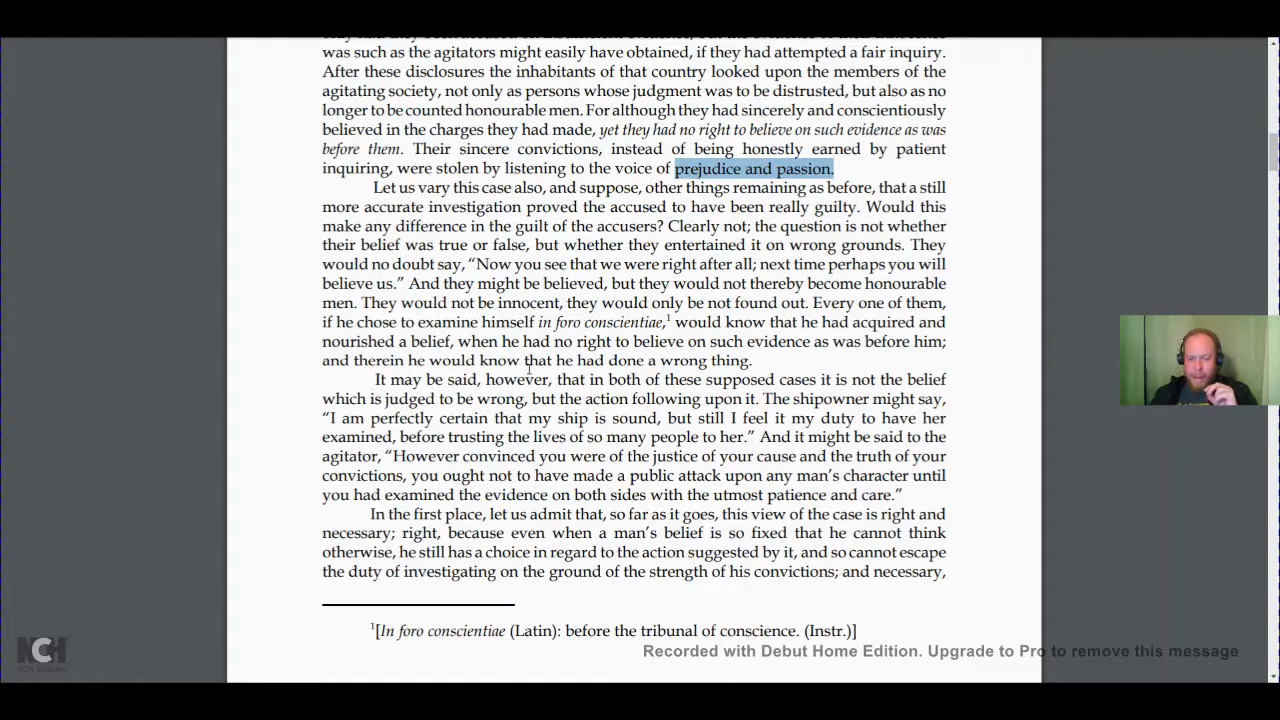 was such as the agitators might easily have obtained, if they had attempted a fair inquiry.
After these disclosures the inhabitants of that country looked upon the members of the
agitating society, not only as persons whose judgment was to be distrusted, but also as no
longer to be counted honourable men. For although they had sincerely and conscientiously
believed in the charges they had made, yet they had no right to believe on such evidence as was
before them. Their sincere convictions, instead of being honestly earned by patient
inquiring, were stolen by listening to the voice of prejudice and passion.
Let us vary this case also, and suppose, other things remaining as before, that a still
more accurate investigation proved the accused to have been really guilty. Would this
make any difference in the guilt of the accusers? Clearly not; the question is not whether
their belief was true or false, but whether they entertained it on wrong grounds. They
would no doubt say, “Now you see that we were right after all; next time perhaps you will
believe us.” And they might be believed, but they would not thereby become honourable
men. They would not be innocent, they would only be not found out. Every one of them,
if he chose to examine himself in foro conscientiae,¹ would know that he had acquired and
nourished a belief, when he had no right to believe on such evidence as was before him;
and therein he would know that he had done a wrong thing.
It may be said, however, that in both of these supposed cases it is not the belief
which is judged to be wrong, but the action following upon it. The shipowner might say,
“I am perfectly certain that my ship is sound, but still I feel it my duty to have her
examined, before trusting the lives of so many people to her.” And it might be said to the
agitator, “However convinced you were of the justice of your cause and the truth of your
convictions, you ought not to have made a public attack upon any man’s character until
you had examined the evidence on both sides with the utmost patience and care.”
In the first place, let us admit that, so far as it goes, this view of the case is right and
necessary; right, because even when a man’s belief is so fixed that he cannot think
otherwise, he still has a choice in regard to the action suggested by it, and so cannot escape
the duty of investigating on the ground of the strength of his convictions; and necessary,
¹[In foro conscientiae (Latin): before the tribunal of conscience. (Instr.)]
NCH
Recorded with Debut Home Edition. Upgrade to Pro to remove this message